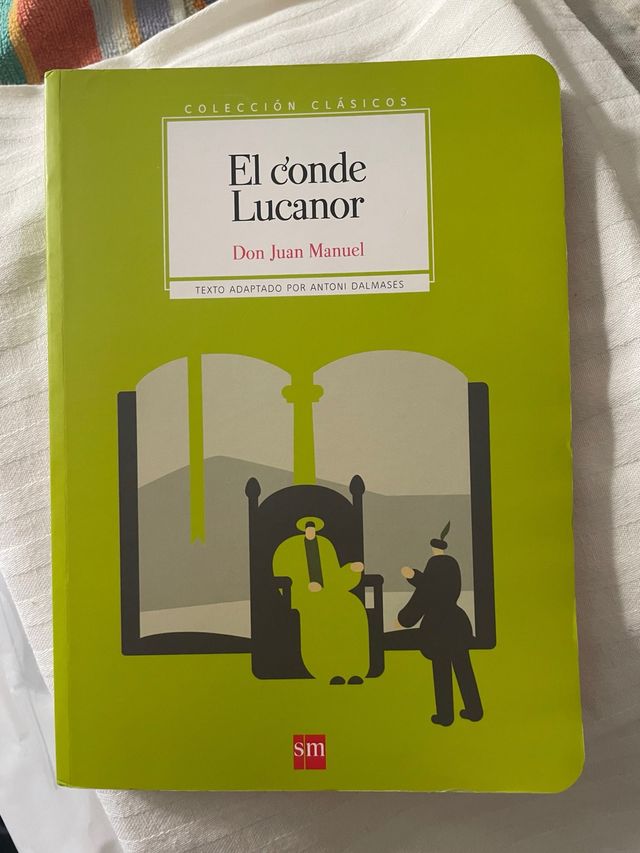 COLECCIÓN CLÁSICOS
El conde
Lucanor
Don Juan Manuel
TEXTO ADAPTADO POR ANTONI DALMASES
sm